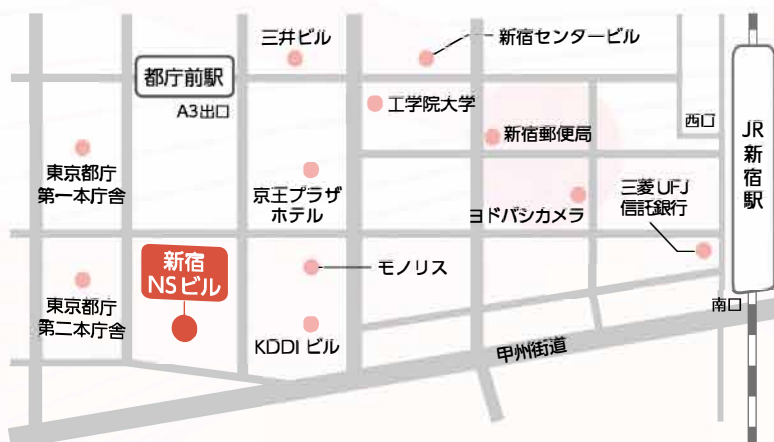 三井ビル
新宿センタービル
都庁前駅
A3出口
工学院大学
新宿郵便局
西口
JR
新宿駅
東京都庁
第一本庁舎
京王プラザ
ホテル
ヨドバシカメラ
三菱UFJ
信託銀行
新宿
NSビル
モノリス
東京都庁
第二本庁舎
KDDIビル
甲州街道
南口